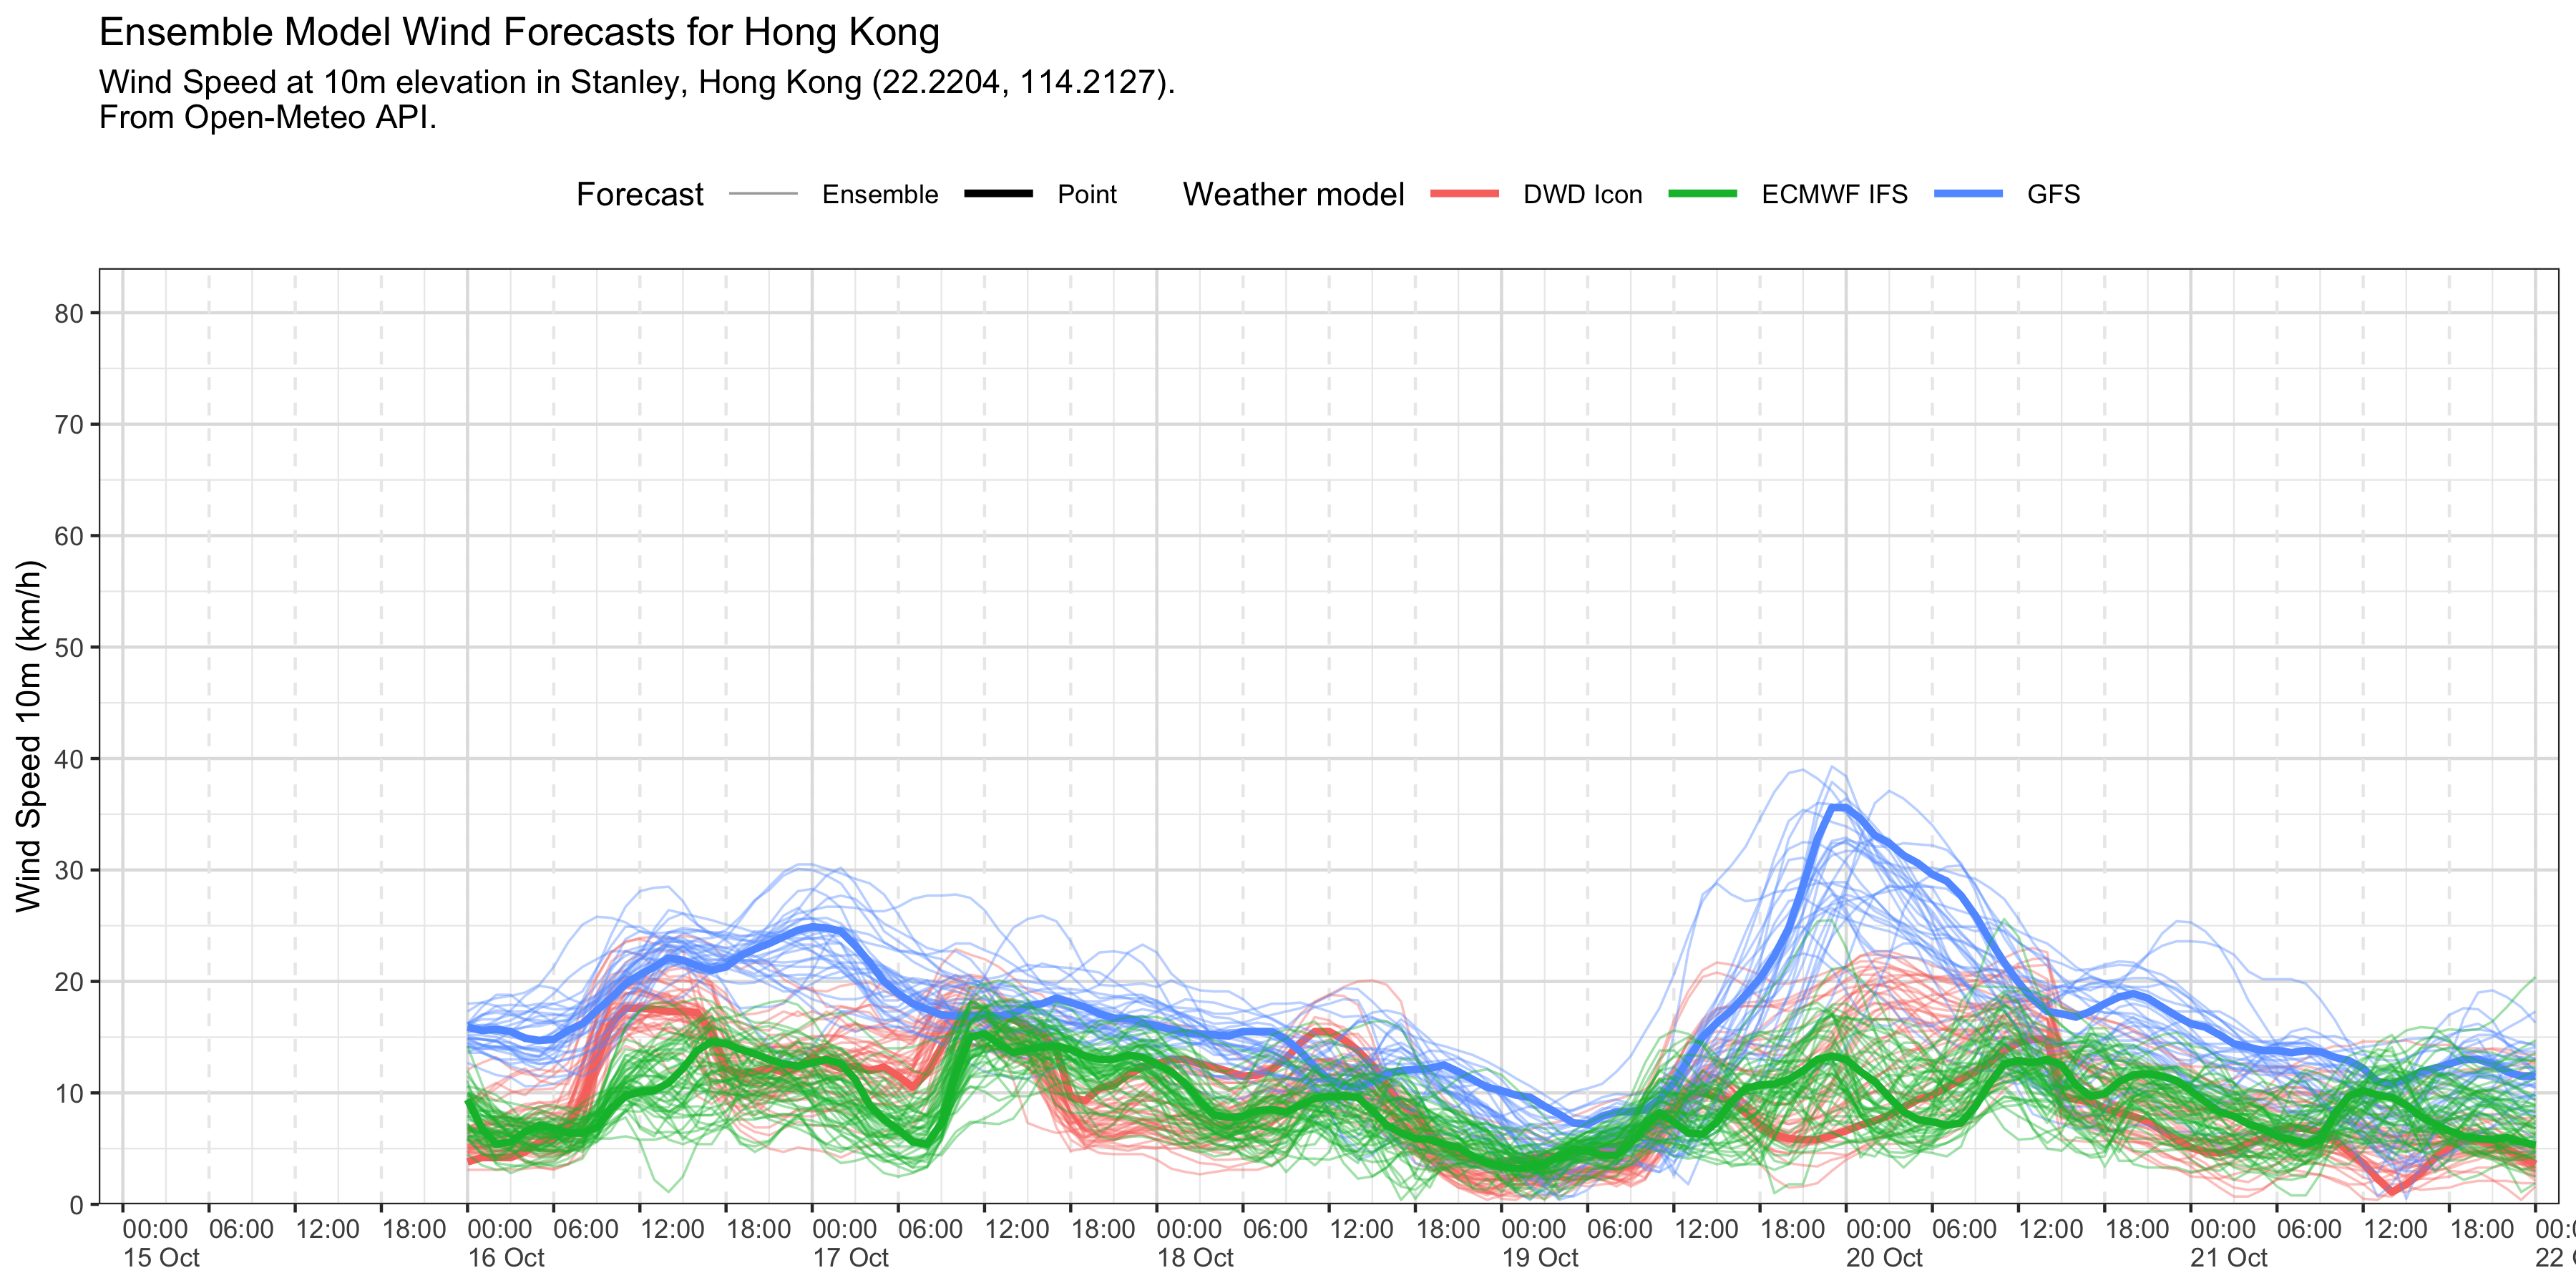 Ensemble Model Wind Forecasts for Hong Kong
Wind Speed at 10m elevation in Stanley, Hong Kong (22.2204, 114.2127).
From Open-Meteo API.
Forecast Ensemble Point Weather model DWD Icon ECMWF IFS GFS
Wind Speed 10m (km/h)
80
70
60
50
40
30
20
10
0
00:00 06:00 12:00 18:00 00:00 06:00 12:00 18:00 00:00 06:00 12:00 18:00 00:00 06:00 12:00 18:00 00:00 06:00 12:00 18:00 00:00 06:00 12:00 18:00 00:00 06:00 12:00 18:00 00:0
15 Oct 16 Oct 17 Oct 18 Oct 19 Oct 20 Oct 21 Oct 22